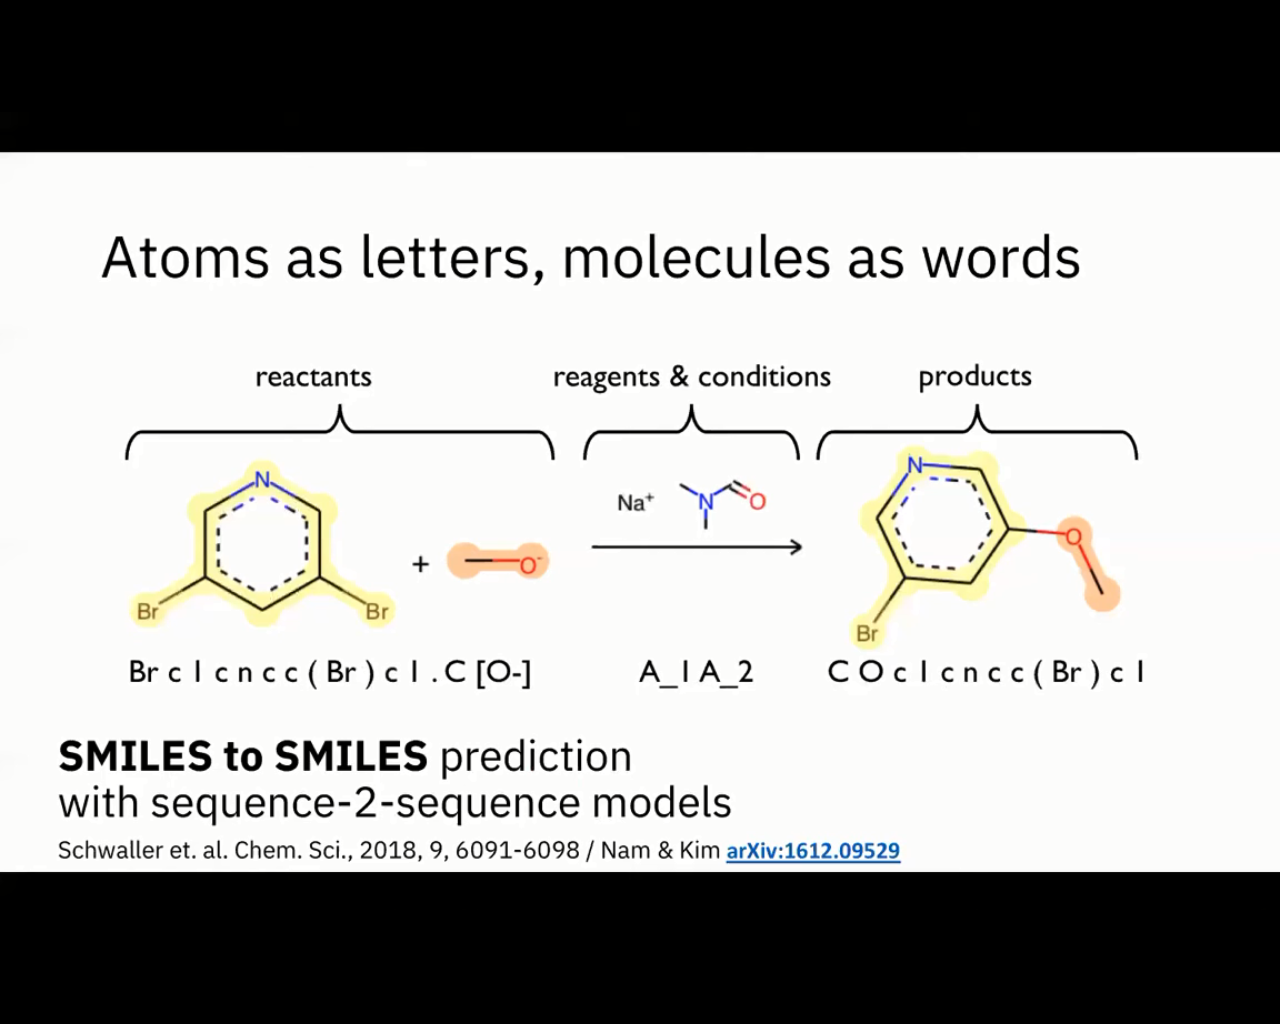 Atoms as letters, molecules as words
reactants
reagents & conditions
products
N
Br
Br
+
O-
Na+
N
O
N
O
Br
Br c 1 c n c c ( Br ) c 1 . C [O-]
A_1 A_2
C O c 1 c n c c ( Br ) c 1
SMILES to SMILES prediction
with sequence-2-sequence models
Schwaller et. al. Chem. Sci., 2018, 9, 6091-6098 / Nam & Kim arXiv:1612.09529